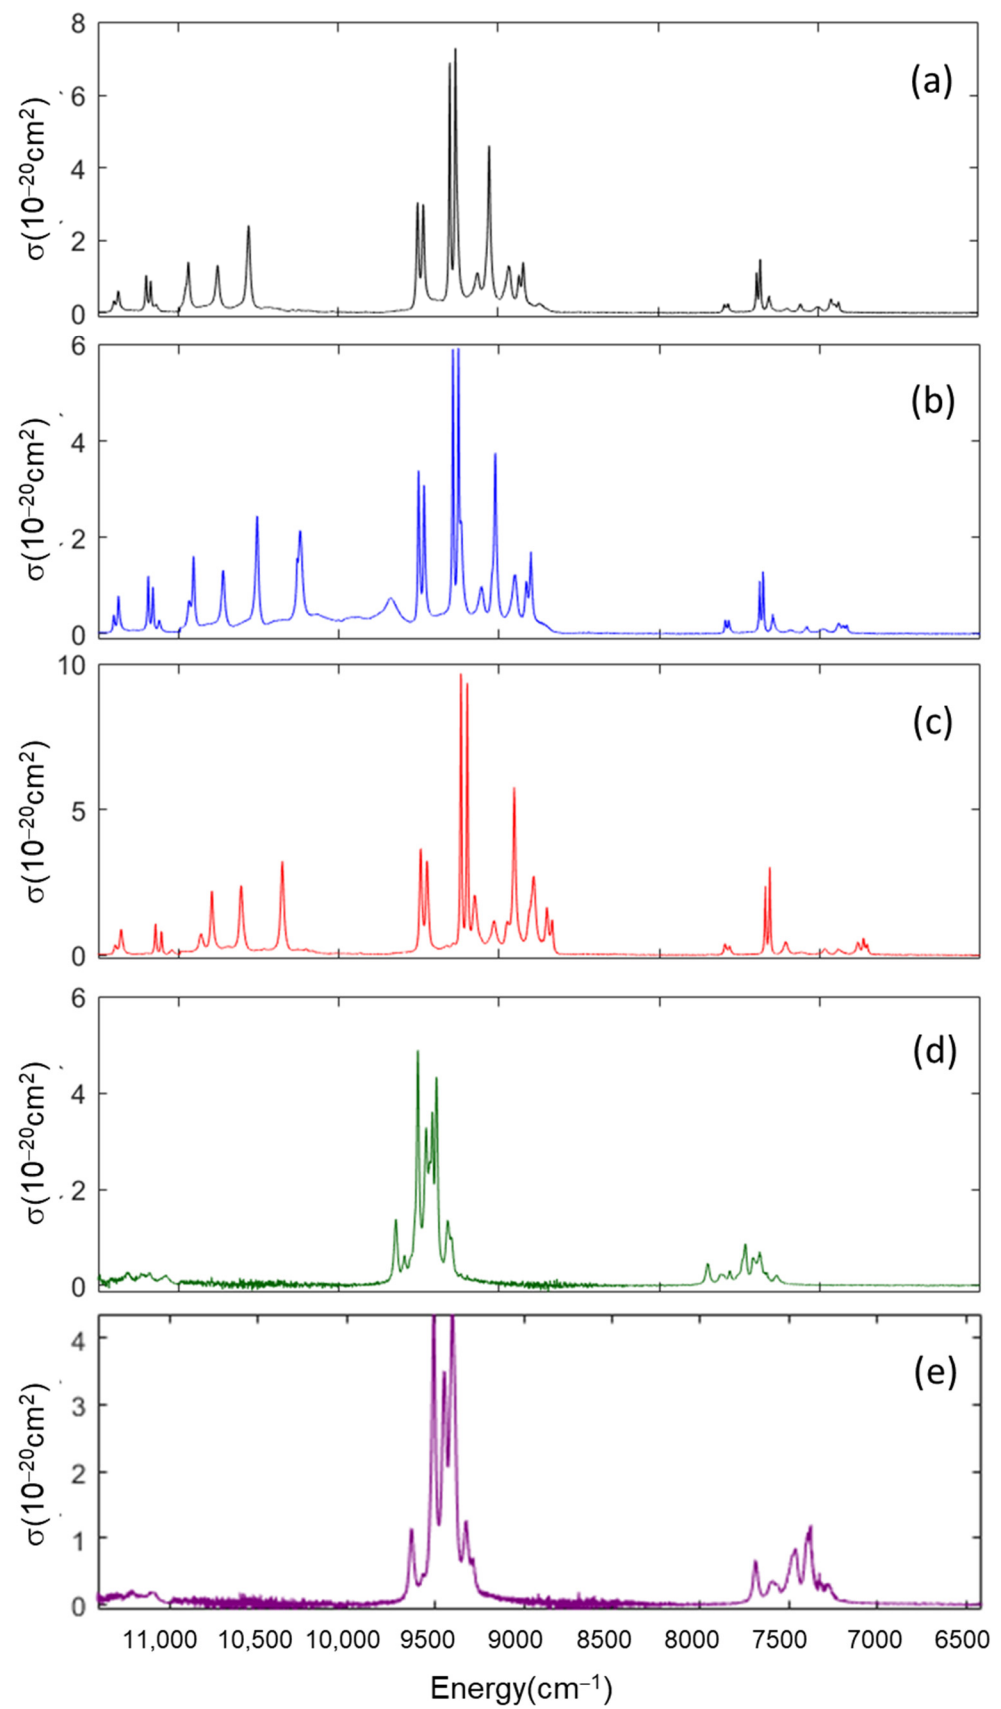 8
6
4
2
0
σ(10⁻²⁰cm²)
(a)
6
4
2
0
σ(10⁻²⁰cm²)
(b)
10
5
0
σ(10⁻²⁰cm²)
(c)
6
4
2
0
σ(10⁻²⁰cm²)
(d)
4
3
2
1
0
σ(10⁻²⁰cm²)
(e)
11,000 10,500 10,000 9500 9000 8500 8000 7500 7000 6500
Energy(cm⁻¹)